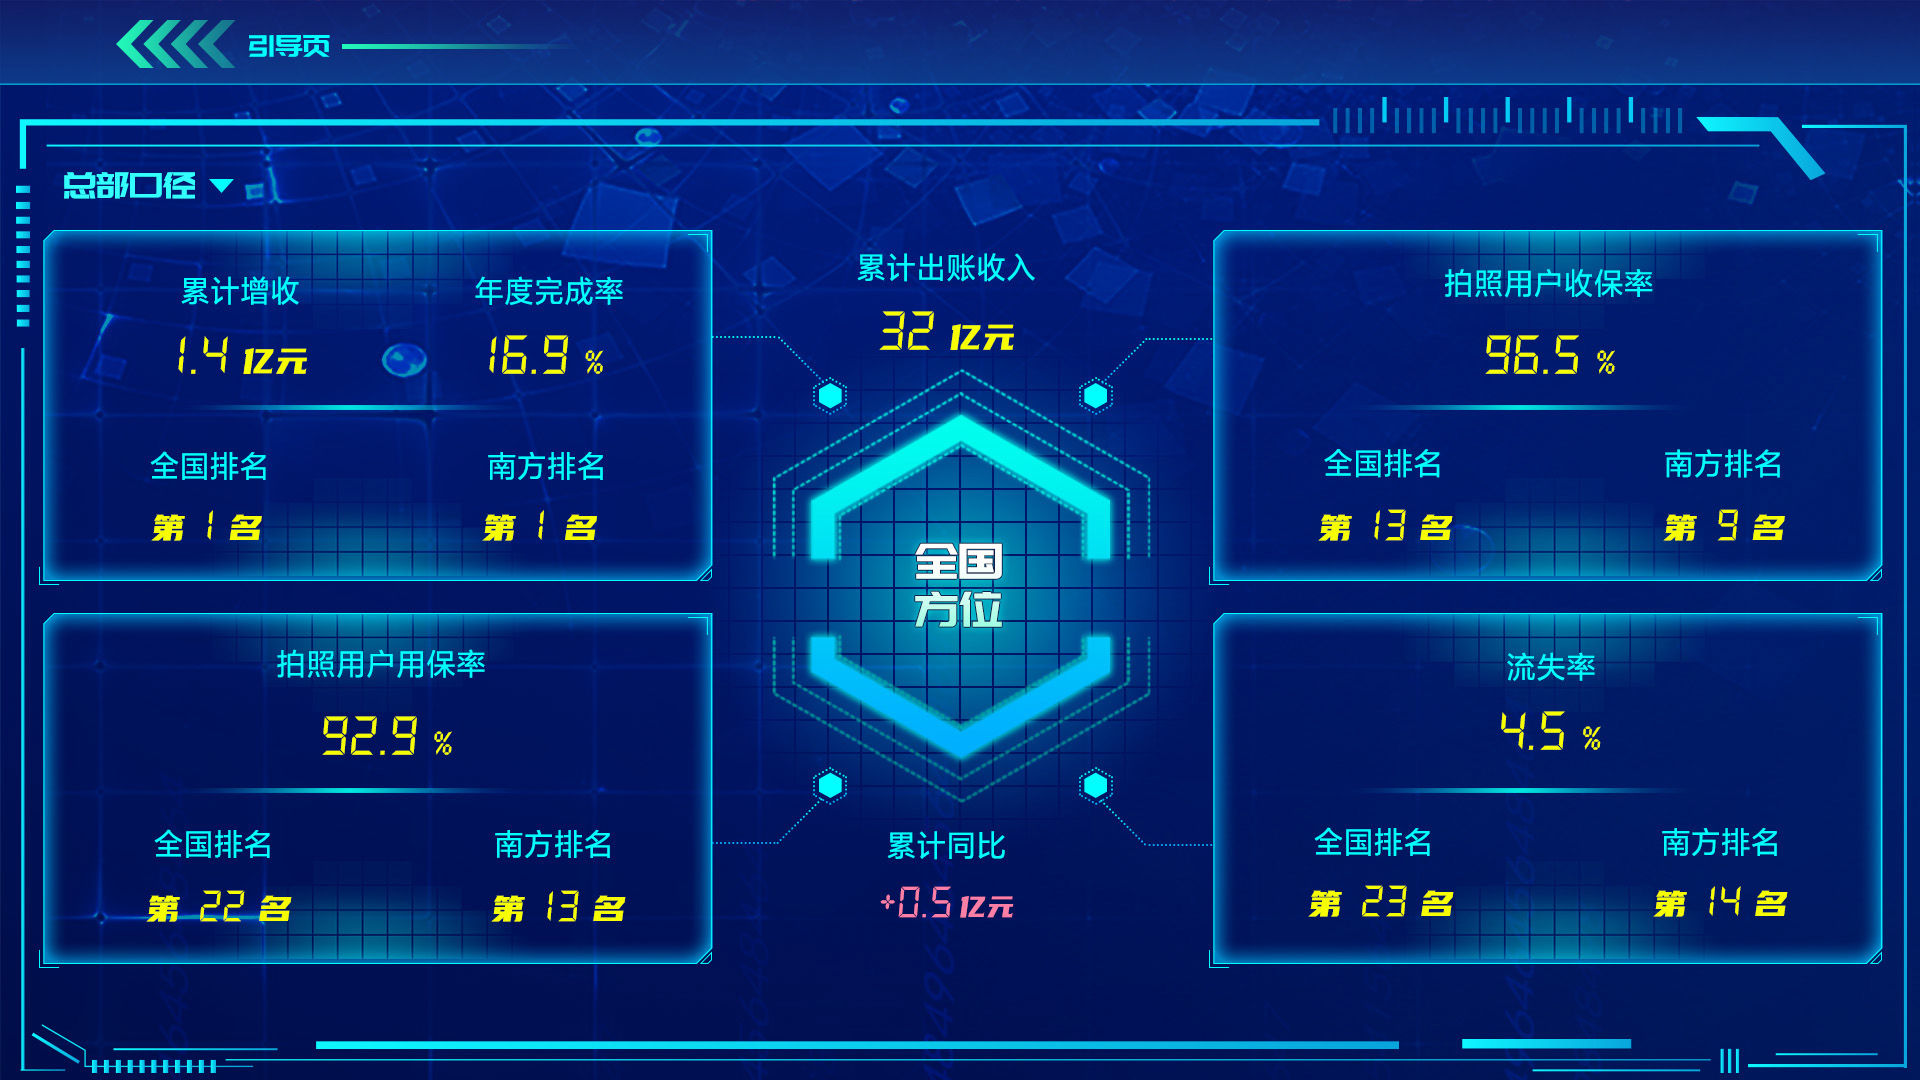 引导页
总部口径
累计增收 年度完成率
1.4 亿元 16.9 %
全国排名 南方排名
第 1 名 第 1 名
拍照用户用保率
92.9 %
全国排名 南方排名
第 22 名 第 13 名
累计出账收入
32 亿元
全国
方位
累计同比
+0.5 亿元
拍照用户收保率
96.5 %
全国排名 南方排名
第 13 名 第 9 名
流失率
4.5 %
全国排名 南方排名
第 23 名 第 14 名